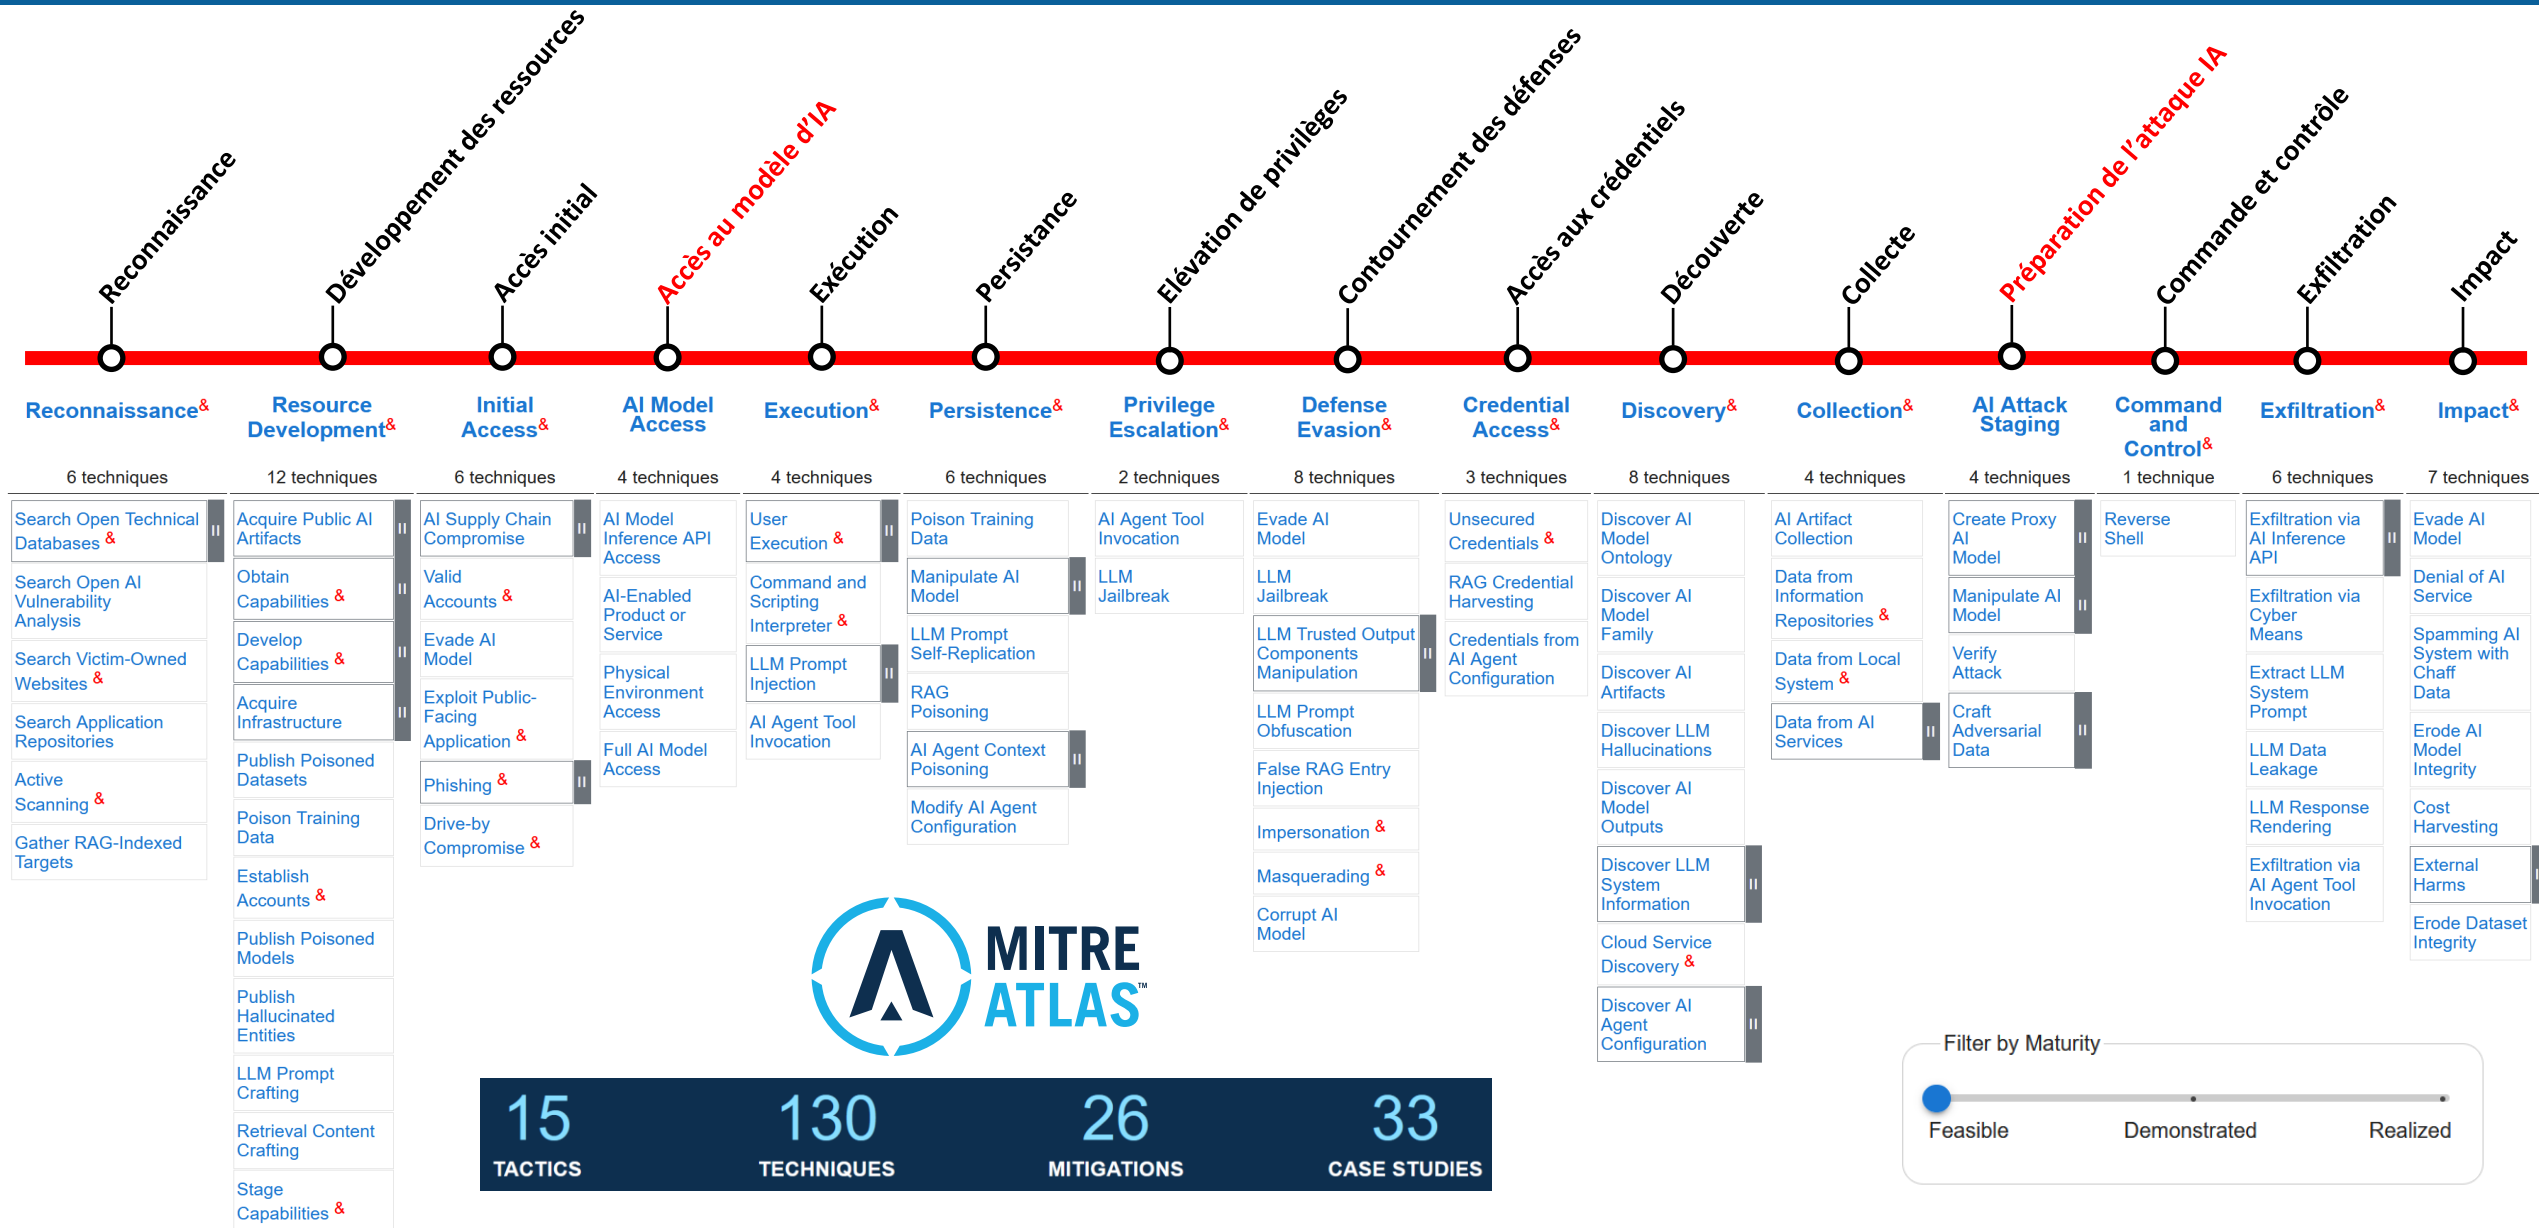 Reconnaissance
Développement des ressources
Accès initial
Accès au modèle d'IA
Exécution
Persistance
Elévation de privilèges
Contournement des défenses
Accès aux crédentiels
Découverte
Collecte
Préparation de l'attaque IA
Commande et contrôle
Exfiltration
Impact
Reconnaissance&
6 techniques
Search Open Technical
Databases &
Search Open AI
Vulnerability
Analysis
Search Victim-Owned
Websites &
Search Application
Repositories
Active
Scanning &
Gather RAG-Indexed
Targets
Resource
Development&
12 techniques
Acquire Public AI
Artifacts
Obtain
Capabilities &
Develop
Capabilities &
Acquire
Infrastructure
Publish Poisoned
Datasets
Poison Training
Data
Establish
Accounts &
Publish Poisoned
Models
Publish
Hallucinated
Entities
LLM Prompt
Crafting
Retrieval Content
Crafting
Stage
Capabilities &
Initial
Access&
6 techniques
AI Supply Chain
Compromise
Valid
Accounts &
Evade AI
Model
Exploit Public-
Facing
Application &
Phishing &
Drive-by
Compromise &
AI Model
Access
4 techniques
AI Model
Inference API
Access
AI-Enabled
Product or
Service
Physical
Environment
Access
Full AI Model
Access
Execution&
4 techniques
User
Execution &
Command and
Scripting
Interpreter &
LLM Prompt
Injection
AI Agent Tool
Invocation
Persistence&
6 techniques
Poison Training
Data
Manipulate AI
Model
LLM Prompt
Self-Replication
RAG
Poisoning
AI Agent Context
Poisoning
Modify AI Agent
Configuration
Privilege
Escalation&
2 techniques
AI Agent Tool
Invocation
LLM
Jailbreak
Defense
Evasion&
8 techniques
Evade AI
Model
LLM
Jailbreak
LLM Trusted Output
Components
Manipulation
LLM Prompt
Obfuscation
False RAG Entry
Injection
Impersonation &
Masquerading &
Corrupt AI
Model
Credential
Access&
3 techniques
Unsecured
Credentials &
RAG Credential
Harvesting
Credentials from
AI Agent
Configuration
Discovery&
8 techniques
Discover AI
Model
Ontology
Discover AI
Model
Family
Discover AI
Artifacts
Discover LLM
Hallucinations
Discover AI
Model
Outputs
Discover LLM
System
Information
Cloud Service
Discovery &
Discover AI
Agent
Configuration
Collection&
4 techniques
AI Artifact
Collection
Data from
Information
Repositories &
Data from Local
System &
Data from AI
Services
AI Attack
Staging
4 techniques
Create Proxy
AI
Model
Manipulate AI
Model
Verify
Attack
Craft
Adversarial
Data
Command
and
Control&
1 technique
Reverse
Shell
Exfiltration&
6 techniques
Exfiltration via
AI Inference
API
Exfiltration via
Cyber
Means
Extract LLM
System
Prompt
LLM Data
Leakage
LLM Response
Rendering
Exfiltration via
AI Agent Tool
Invocation
Impact&
7 techniques
Evade AI
Model
Denial of AI
Service
Spamming AI
System with
Chaff
Data
Erode AI
Model
Integrity
Cost
Harvesting
External
Harms
Erode Dataset
Integrity
MITRE
ATLAS™
15
TACTICS
130
TECHNIQUES
26
MITIGATIONS
33
CASE STUDIES
Filter by Maturity
Feasible
Demonstrated
Realized